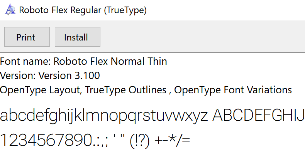 Roboto Flex Regular (TrueType)
Print Install
Font name: Roboto Flex Normal Thin
Version: Version 3.100
OpenType Layout, TrueType Outlines , OpenType Font Variations
abcdefghijklmnopqrstuvwxyz ABCDEFGHIJ
1234567890.:,; ' " (!?) +-*/=